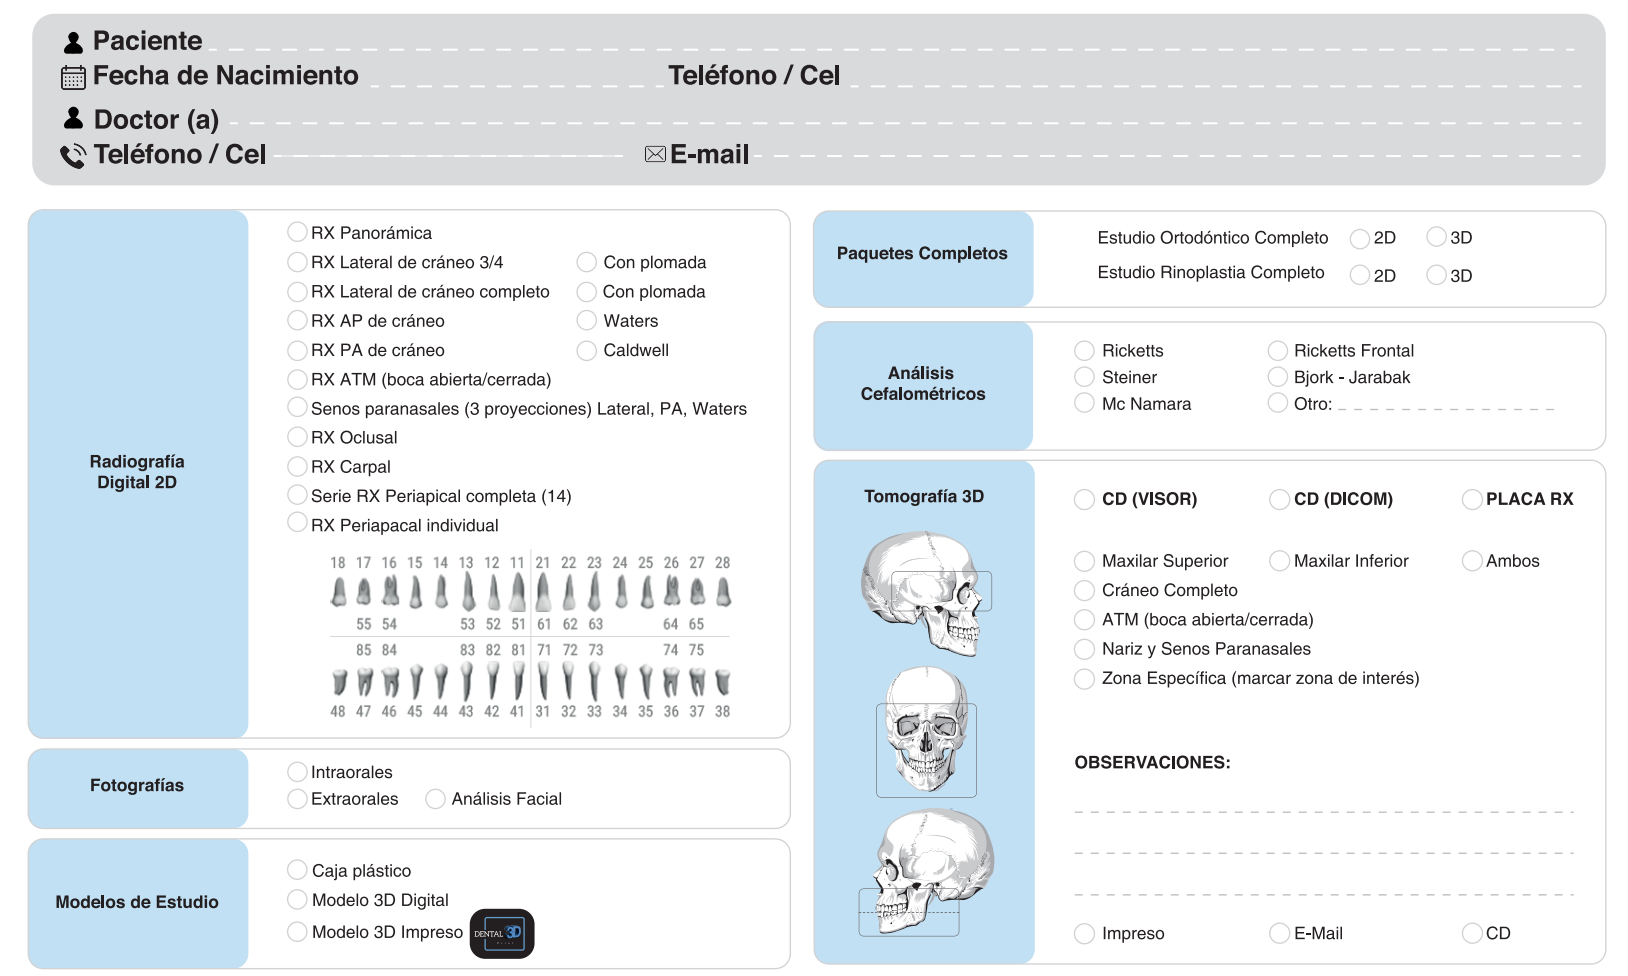 Paciente
Fecha de Nacimiento Teléfono / Cel
Doctor (a)
Teléfono / Cel E-mail
Radiografía
Digital 2D
RX Panorámica
RX Lateral de cráneo 3/4 Con plomada
RX Lateral de cráneo completo Con plomada
RX AP de cráneo Waters
RX PA de cráneo Caldwell
RX ATM (boca abierta/cerrada)
Senos paranasales (3 proyecciones) Lateral, PA, Waters
RX Oclusal
RX Carpal
Serie RX Periapical completa (14)
RX Periapacal individual
18 17 16 15 14 13 12 11 21 22 23 24 25 26 27 28
55 54 53 52 51 61 62 63 64 65
85 84 83 82 81 71 72 73 74 75
48 47 46 45 44 43 42 41 31 32 33 34 35 36 37 38
Fotografías
Intraorales
Extraorales Análisis Facial
Modelos de Estudio
Caja plástico
Modelo 3D Digital
Modelo 3D Impreso
DENTAL 3D
Paquetes Completos
Estudio Ortodóntico Completo 2D 3D
Estudio Rinoplastia Completo 2D 3D
Análisis
Cefalométricos
Ricketts Ricketts Frontal
Steiner Bjork - Jarabak
Mc Namara Otro:
Tomografía 3D
CD (VISOR) CD (DICOM) PLACA RX
Maxilar Superior Maxilar Inferior Ambos
Cráneo Completo
ATM (boca abierta/cerrada)
Nariz y Senos Paranasales
Zona Específica (marcar zona de interés)
OBSERVACIONES:
Impreso E-Mail CD